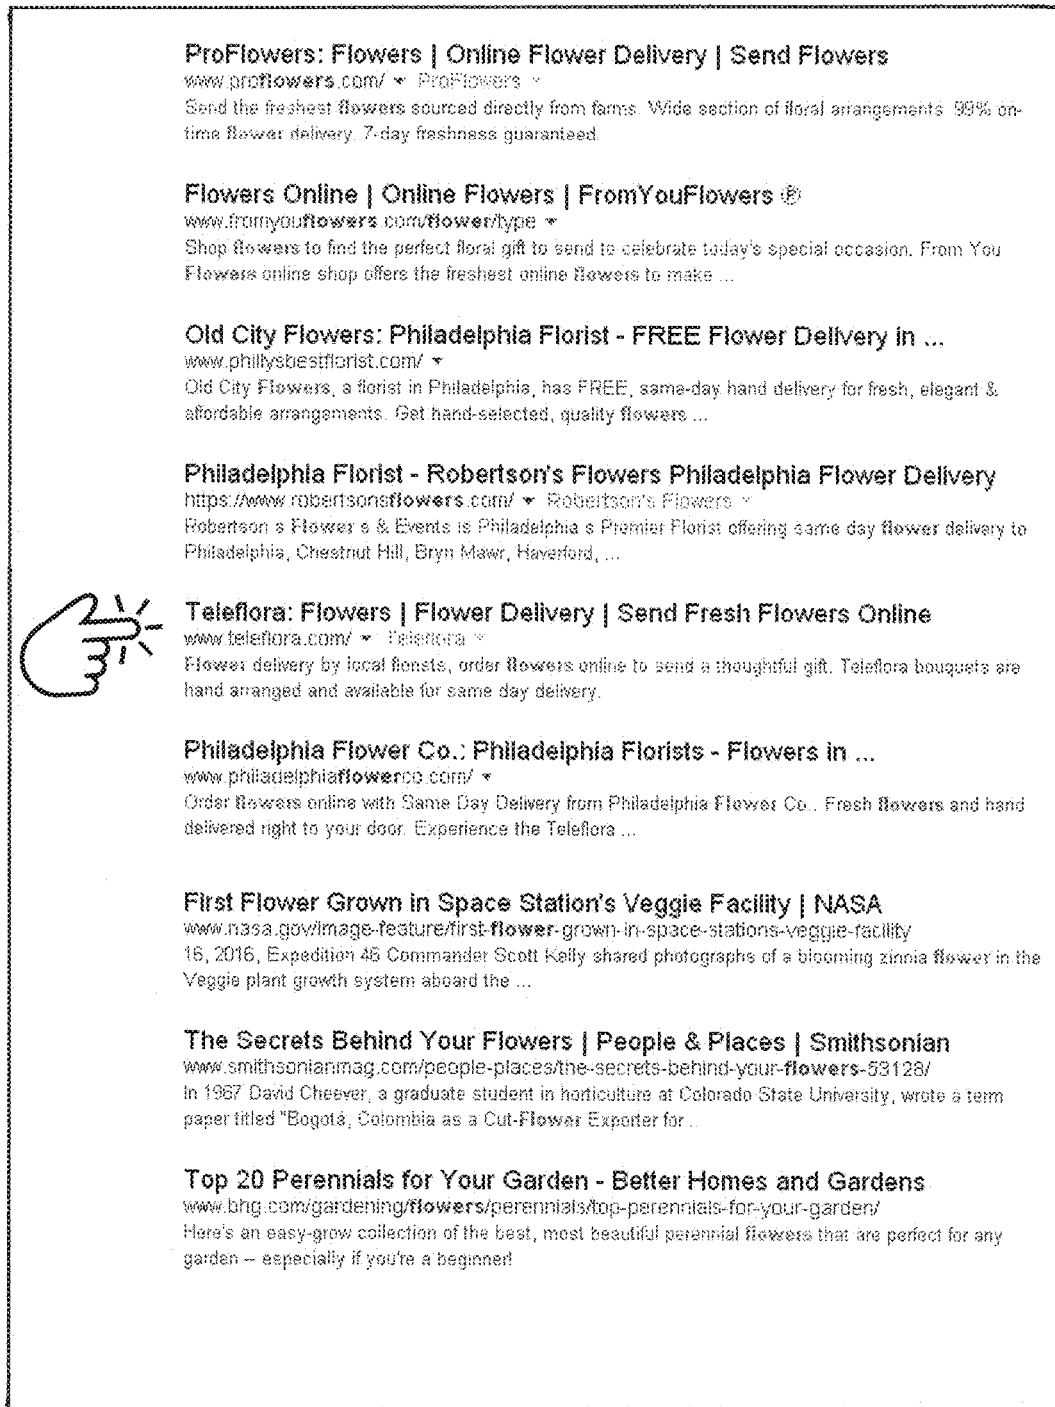 ProFlowers: Flowers | Online Flower Delivery | Send Flowers
www.proflowers.com/ ProFlowers
Send the freshest flowers sourced directly from farms. Wide section of floral arrangements. 99% on-
time flower delivery. 7-day freshness guaranteed.
Flowers Online | Online Flowers | FromYouFlowers ®
www.fromyouflowers.com/flower/type
Shop flowers to find the perfect floral gift to send to celebrate today's special occasion. From You
Flowers online shop offers the freshest online flowers to make ...
Old City Flowers: Philadelphia Florist - FREE Flower Delivery in ...
www.phillysbestflorist.com/
Old City Flowers, a florist in Philadelphia, has FREE, same-day hand delivery for fresh, elegant &
affordable arrangements. Get hand-selected, quality flowers ...
Philadelphia Florist - Robertson's Flowers Philadelphia Flower Delivery
https://www.robertsonsflowers.com/ Robertson's Flowers
Robertson s Flower s & Events is Philadelphia s Premier Florist offering same day flower delivery to
Philadelphia, Chestnut Hill, Bryn Mawr, Haverford, ...
Teleflora: Flowers | Flower Delivery | Send Fresh Flowers Online
www.teleflora.com/ Teleflora
Flower delivery by local florists, order flowers online to send a thoughtful gift. Teleflora bouquets are
hand arranged and available for same day delivery.
Philadelphia Flower Co.: Philadelphia Florists - Flowers in ...
www.philadelphiaflowerco.com/
Order flowers online with Same Day Delivery from Philadelphia Flower Co.. Fresh flowers and hand
delivered right to your door. Experience the Teleflora ...
First Flower Grown in Space Station's Veggie Facility | NASA
www.nasa.gov/image-feature/first-flower-grown-in-space-stations-veggie-facility
16, 2016, Expedition 46 Commander Scott Kelly shared photographs of a blooming zinnia flower in the
Veggie plant growth system aboard the ...
The Secrets Behind Your Flowers | People & Places | Smithsonian
www.smithsonianmag.com/people-places/the-secrets-behind-your-flowers-53128/
In 1967 David Cheever, a graduate student in horticulture at Colorado State University, wrote a term
paper titled "Bogotá, Colombia as a Cut-Flower Exporter for ...
Top 20 Perennials for Your Garden - Better Homes and Gardens
www.bhg.com/gardening/flowers/perennials/top-perennials-for-your-garden/
Here's an easy-grow collection of the best, most beautiful perennial flowers that are perfect for any
garden – especially if you're a beginner!